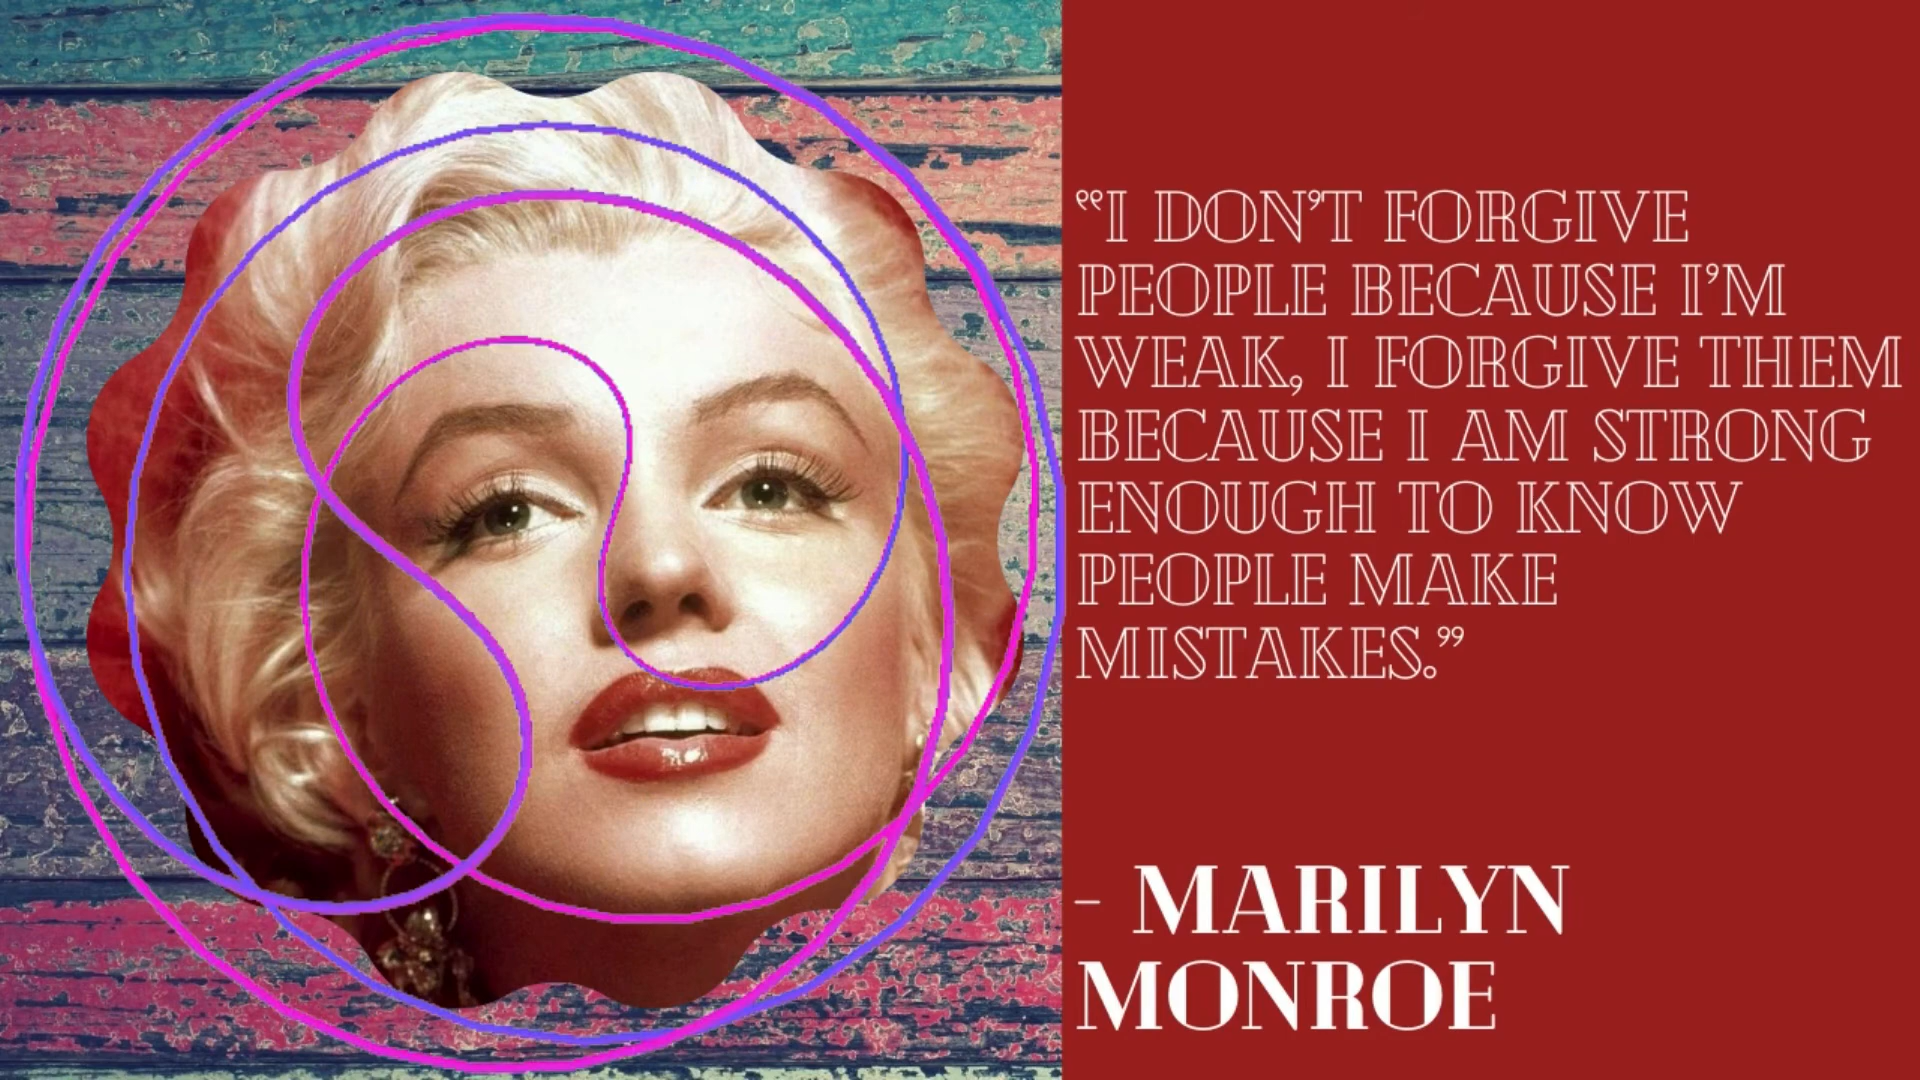 “I DON’T FORGIVE
PEOPLE BECAUSE I’M
WEAK, I FORGIVE THEM
BECAUSE I AM STRONG
ENOUGH TO KNOW
PEOPLE MAKE
MISTAKES.”
- MARILYN
MONROE